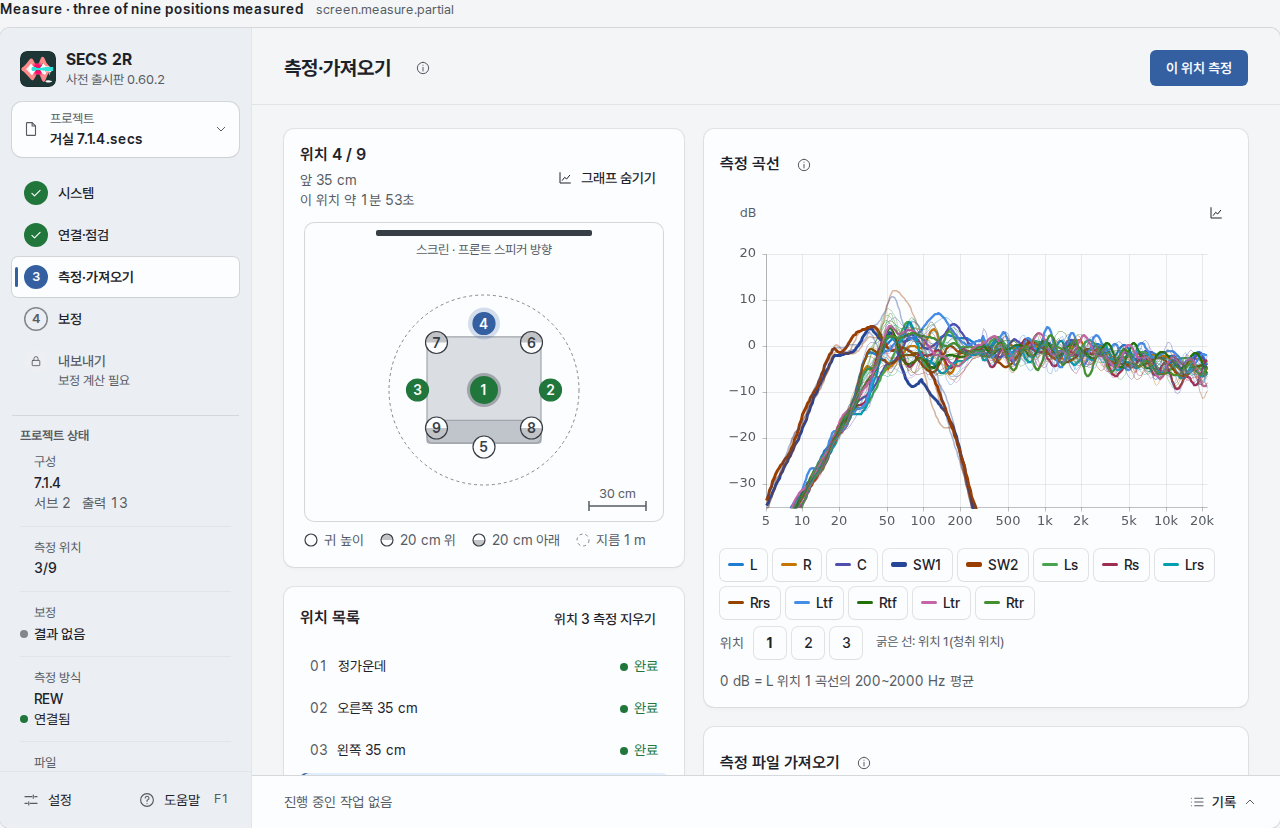 Measure · three of nine positions measured screen.measure.partial
SECS 2R
사전 출시판 0.60.2
프로젝트
거실 7.1.4.secs
시스템
연결·점검
3 측정·가져오기
4 보정
내보내기
보정 계산 필요
프로젝트 상태
구성
7.1.4
서브 2 출력 13
측정 위치
3/9
보정
결과 없음
측정 방식
REW
연결됨
파일
설정 도움말 F1
측정·가져오기
이 위치 측정
위치 4 / 9
앞 35 cm
이 위치 약 1분 53초
그래프 숨기기
스크린 · 프론트 스피커 방향
4
7 6
3 1 2
9 8
5
30 cm
귀 높이 20 cm 위 20 cm 아래 지름 1 m
위치 목록
위치 3 측정 지우기
01 정가운데 완료
02 오른쪽 35 cm 완료
03 왼쪽 35 cm 완료
측정 곡선
dB
20
10
0
−10
−20
−30
5 10 20 50 100 200 500 1k 2k 5k 10k 20k
L R C SW1 SW2 Ls Rs Lrs
Rrs Ltf Rtf Ltr Rtr
위치 1 2 3 굵은 선: 위치 1(청취 위치)
0 dB = L 위치 1 곡선의 200~2000 Hz 평균
측정 파일 가져오기
진행 중인 작업 없음
기록